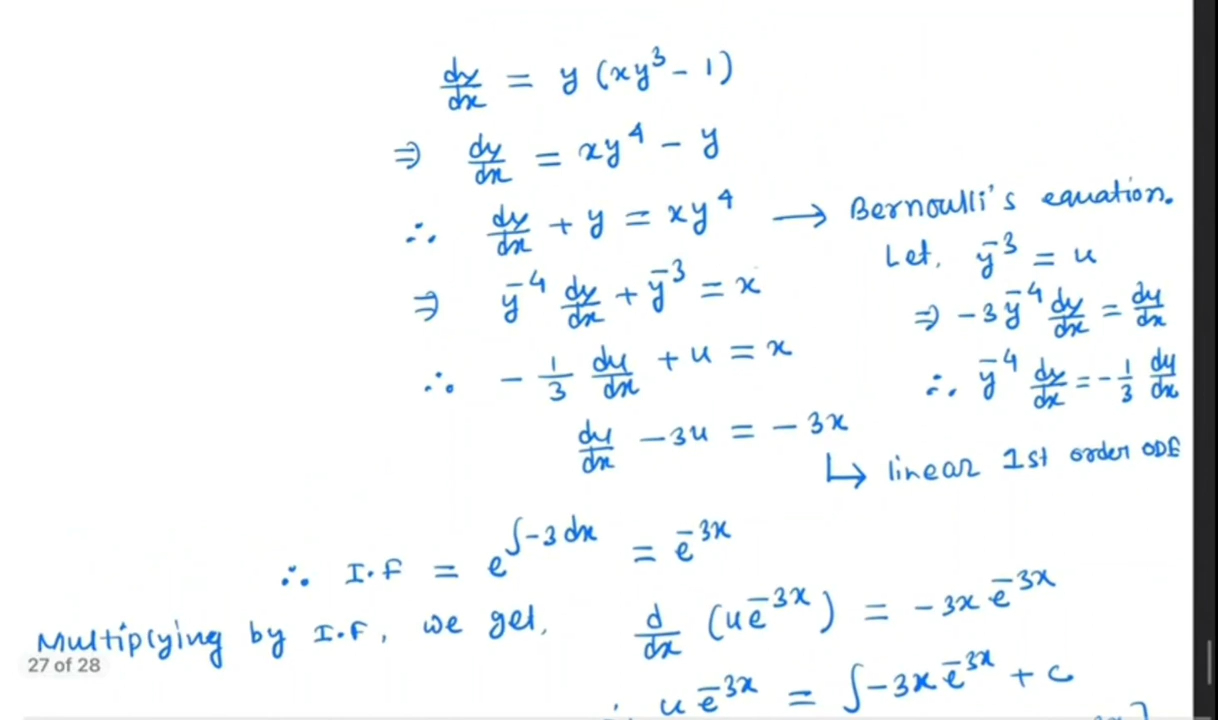 dy/dx = y (xy³ - 1)
⇒ dy/dx = xy⁴ - y
∴ dy/dx + y = xy⁴ → Bernoulli's equation.
Let, y⁻³ = u
⇒ y⁻⁴ dy/dx + y⁻³ = x
⇒ -3y⁻⁴ dy/dx = du/dx
∴ - 1/3 du/dx + u = x
∴ y⁻⁴ dy/dx = -1/3 du/dx
du/dx - 3u = - 3x
↳ linear 1st order ODE
∴ I.F = e^∫-3dx = e⁻³ˣ
Multiplying by I.F, we get, d/dx (ue⁻³ˣ) = - 3x e⁻³ˣ
27 of 28
u e⁻³ˣ = ∫-3x e⁻³ˣ + c